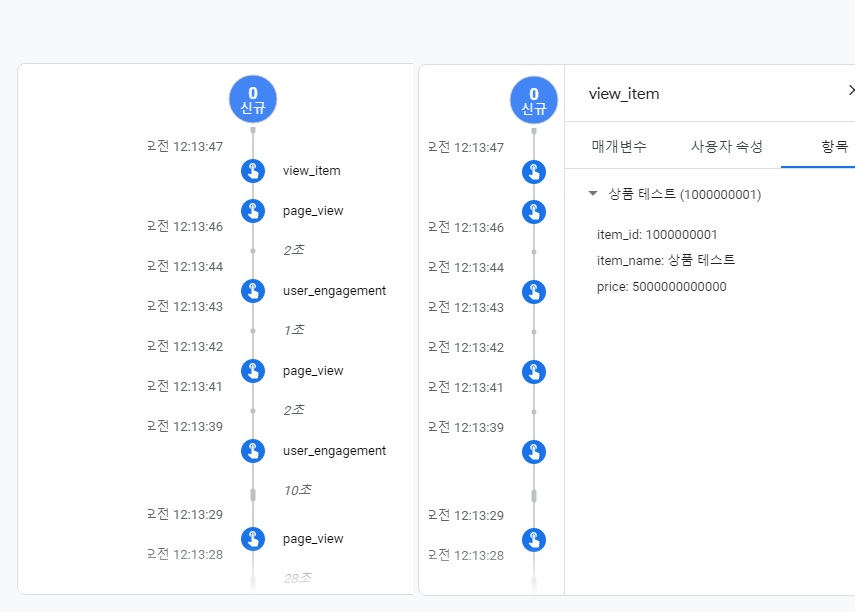 0
신규
오전 12:13:47
view_item
page_view
오전 12:13:46
2초
오전 12:13:44
user_engagement
오전 12:13:43
1초
오전 12:13:42
page_view
오전 12:13:41
2초
오전 12:13:39
user_engagement
10초
오전 12:13:29
page_view
오전 12:13:28
28초
0
신규
오전 12:13:47
오전 12:13:46
오전 12:13:44
오전 12:13:43
오전 12:13:42
오전 12:13:41
오전 12:13:39
오전 12:13:29
오전 12:13:28
view_item
매개변수 사용자 속성 항목
상품 테스트 (1000000001)
item_id: 1000000001
item_name: 상품 테스트
price: 5000000000000